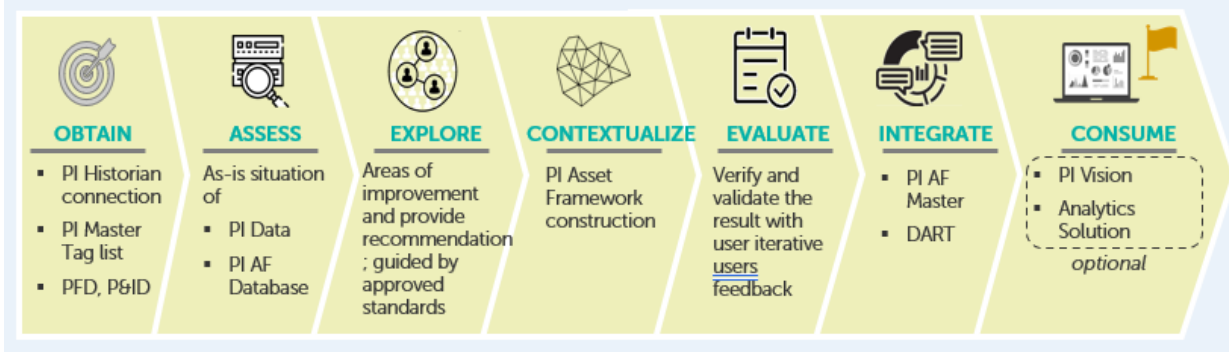 OBTAIN
▪ PI Historian
connection
▪ PI Master
Tag list
▪ PFD, P&ID
ASSESS
As-is situation
of
▪ PI Data
▪ PI AF
Database
EXPLORE
Areas of
improvement
and provide
recommendation
; guided by
approved
standards
CONTEXTUALIZE
PI Asset
Framework
construction
EVALUATE
Verify and
validate the
result with
user iterative
users
feedback
INTEGRATE
▪ PI AF
Master
▪ DART
CONSUME
▪ PI Vision
▪ Analytics
Solution
optional